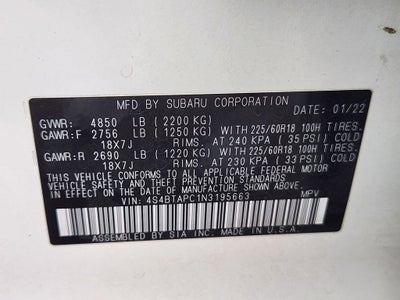 MFD BY SUBARU CORPORATION DATE: 01/22
GVWR: 4850 LB (2200 KG)
GAWR:F 2756 LB (1250 KG) WITH 225/60R18 100H TIRES.
18X7J RIMS, AT 240 KPA (35 PSI) COLD
GAWR:R 2690 LB (1220 KG) WITH 225/60R18 100H TIRES.
18X7J RIMS, AT 230 KPA (33 PSI) COLD
THIS VEHICLE CONFORMS TO ALL APPLICABLE FEDERAL MOTOR
VEHICLE SAFETY, BUMPER, AND THEFT PREVENTION STANDARDS
IN EFFECT ON THE DATE OF MANUFACTURE SHOWN ABOVE.
VIN: 4S4BTAPC1N3195663 MPV
ASSEMBLED BY SIA INC. MADE IN U.S.A.